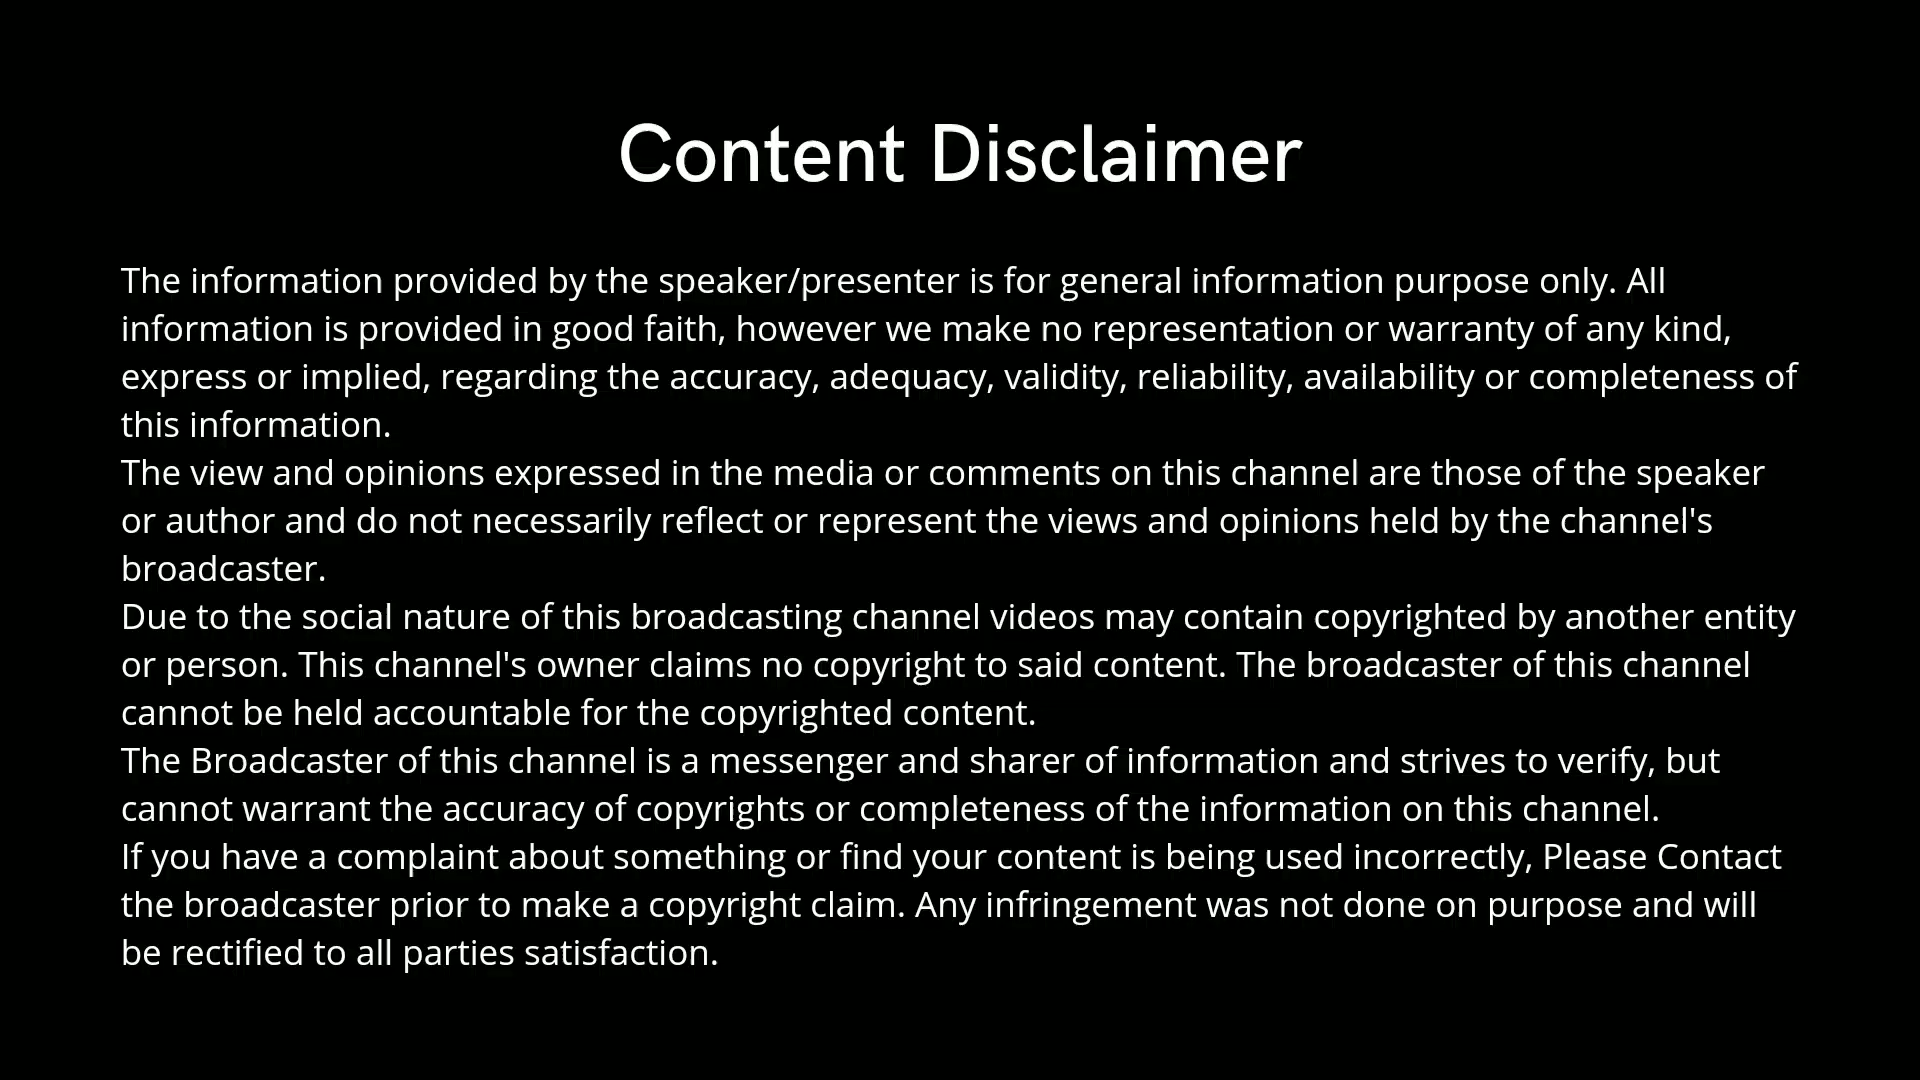 Content Disclaimer
The information provided by the speaker/presenter is for general information purpose only. All
information is provided in good faith, however we make no representation or warranty of any kind,
express or implied, regarding the accuracy, adequacy, validity, reliability, availability or completeness of
this information.
The view and opinions expressed in the media or comments on this channel are those of the speaker
or author and do not necessarily reflect or represent the views and opinions held by the channel's
broadcaster.
Due to the social nature of this broadcasting channel videos may contain copyrighted by another entity
or person. This channel's owner claims no copyright to said content. The broadcaster of this channel
cannot be held accountable for the copyrighted content.
The Broadcaster of this channel is a messenger and sharer of information and strives to verify, but
cannot warrant the accuracy of copyrights or completeness of the information on this channel.
If you have a complaint about something or find your content is being used incorrectly, Please Contact
the broadcaster prior to make a copyright claim. Any infringement was not done on purpose and will
be rectified to all parties satisfaction.